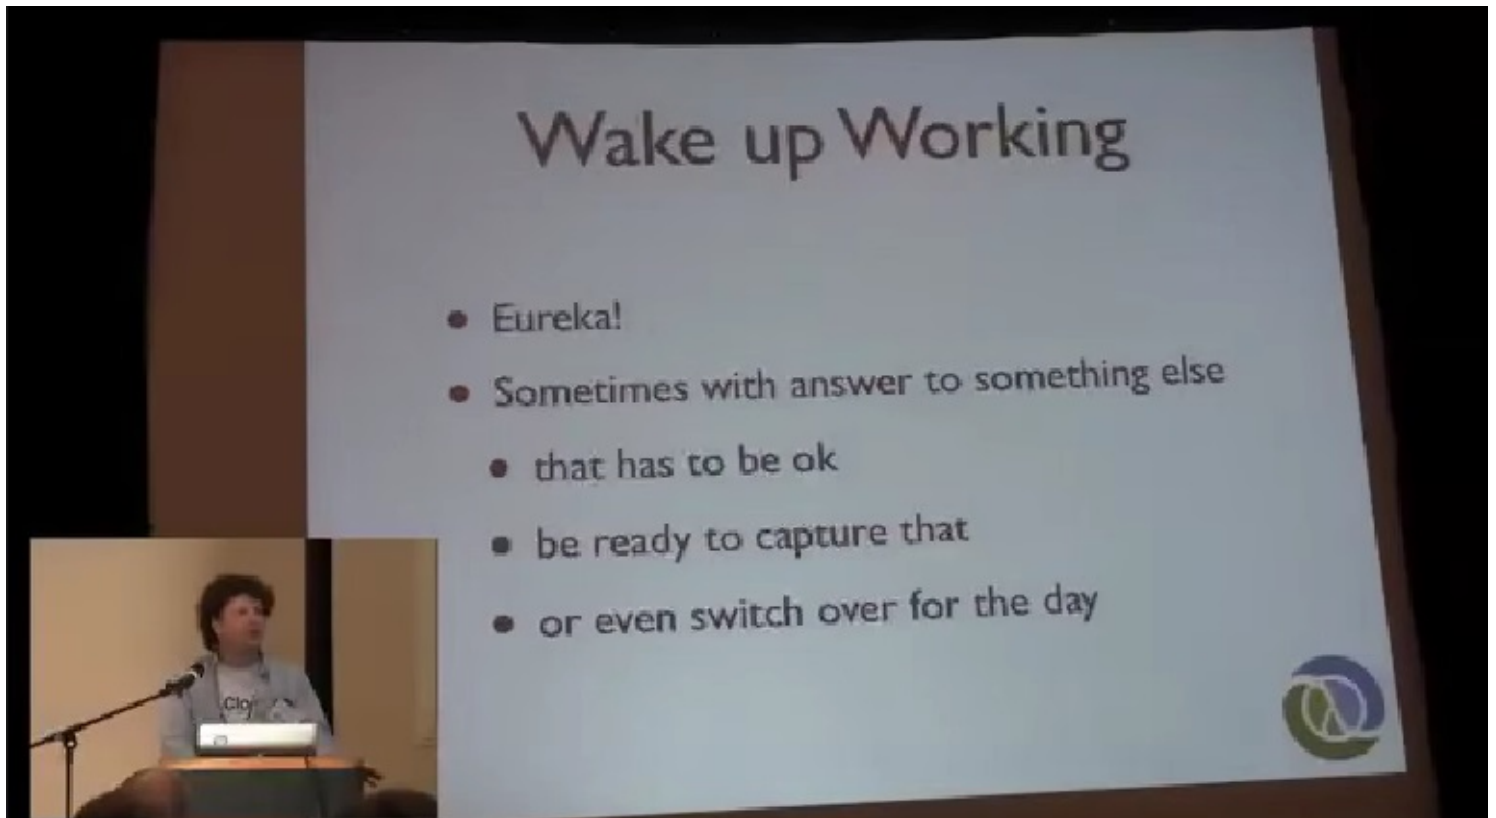 Wake up Working
Eureka!
Sometimes with answer to something else
that has to be ok
be ready to capture that
or even switch over for the day
Cloj